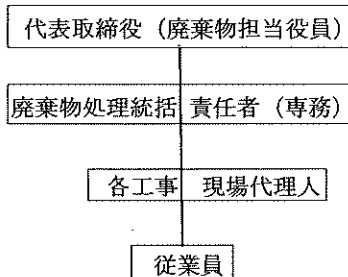 代表取締役（廃棄物担当役員）
廃棄物処理統括 責任者（専務）
各工事 現場代理人
従業員